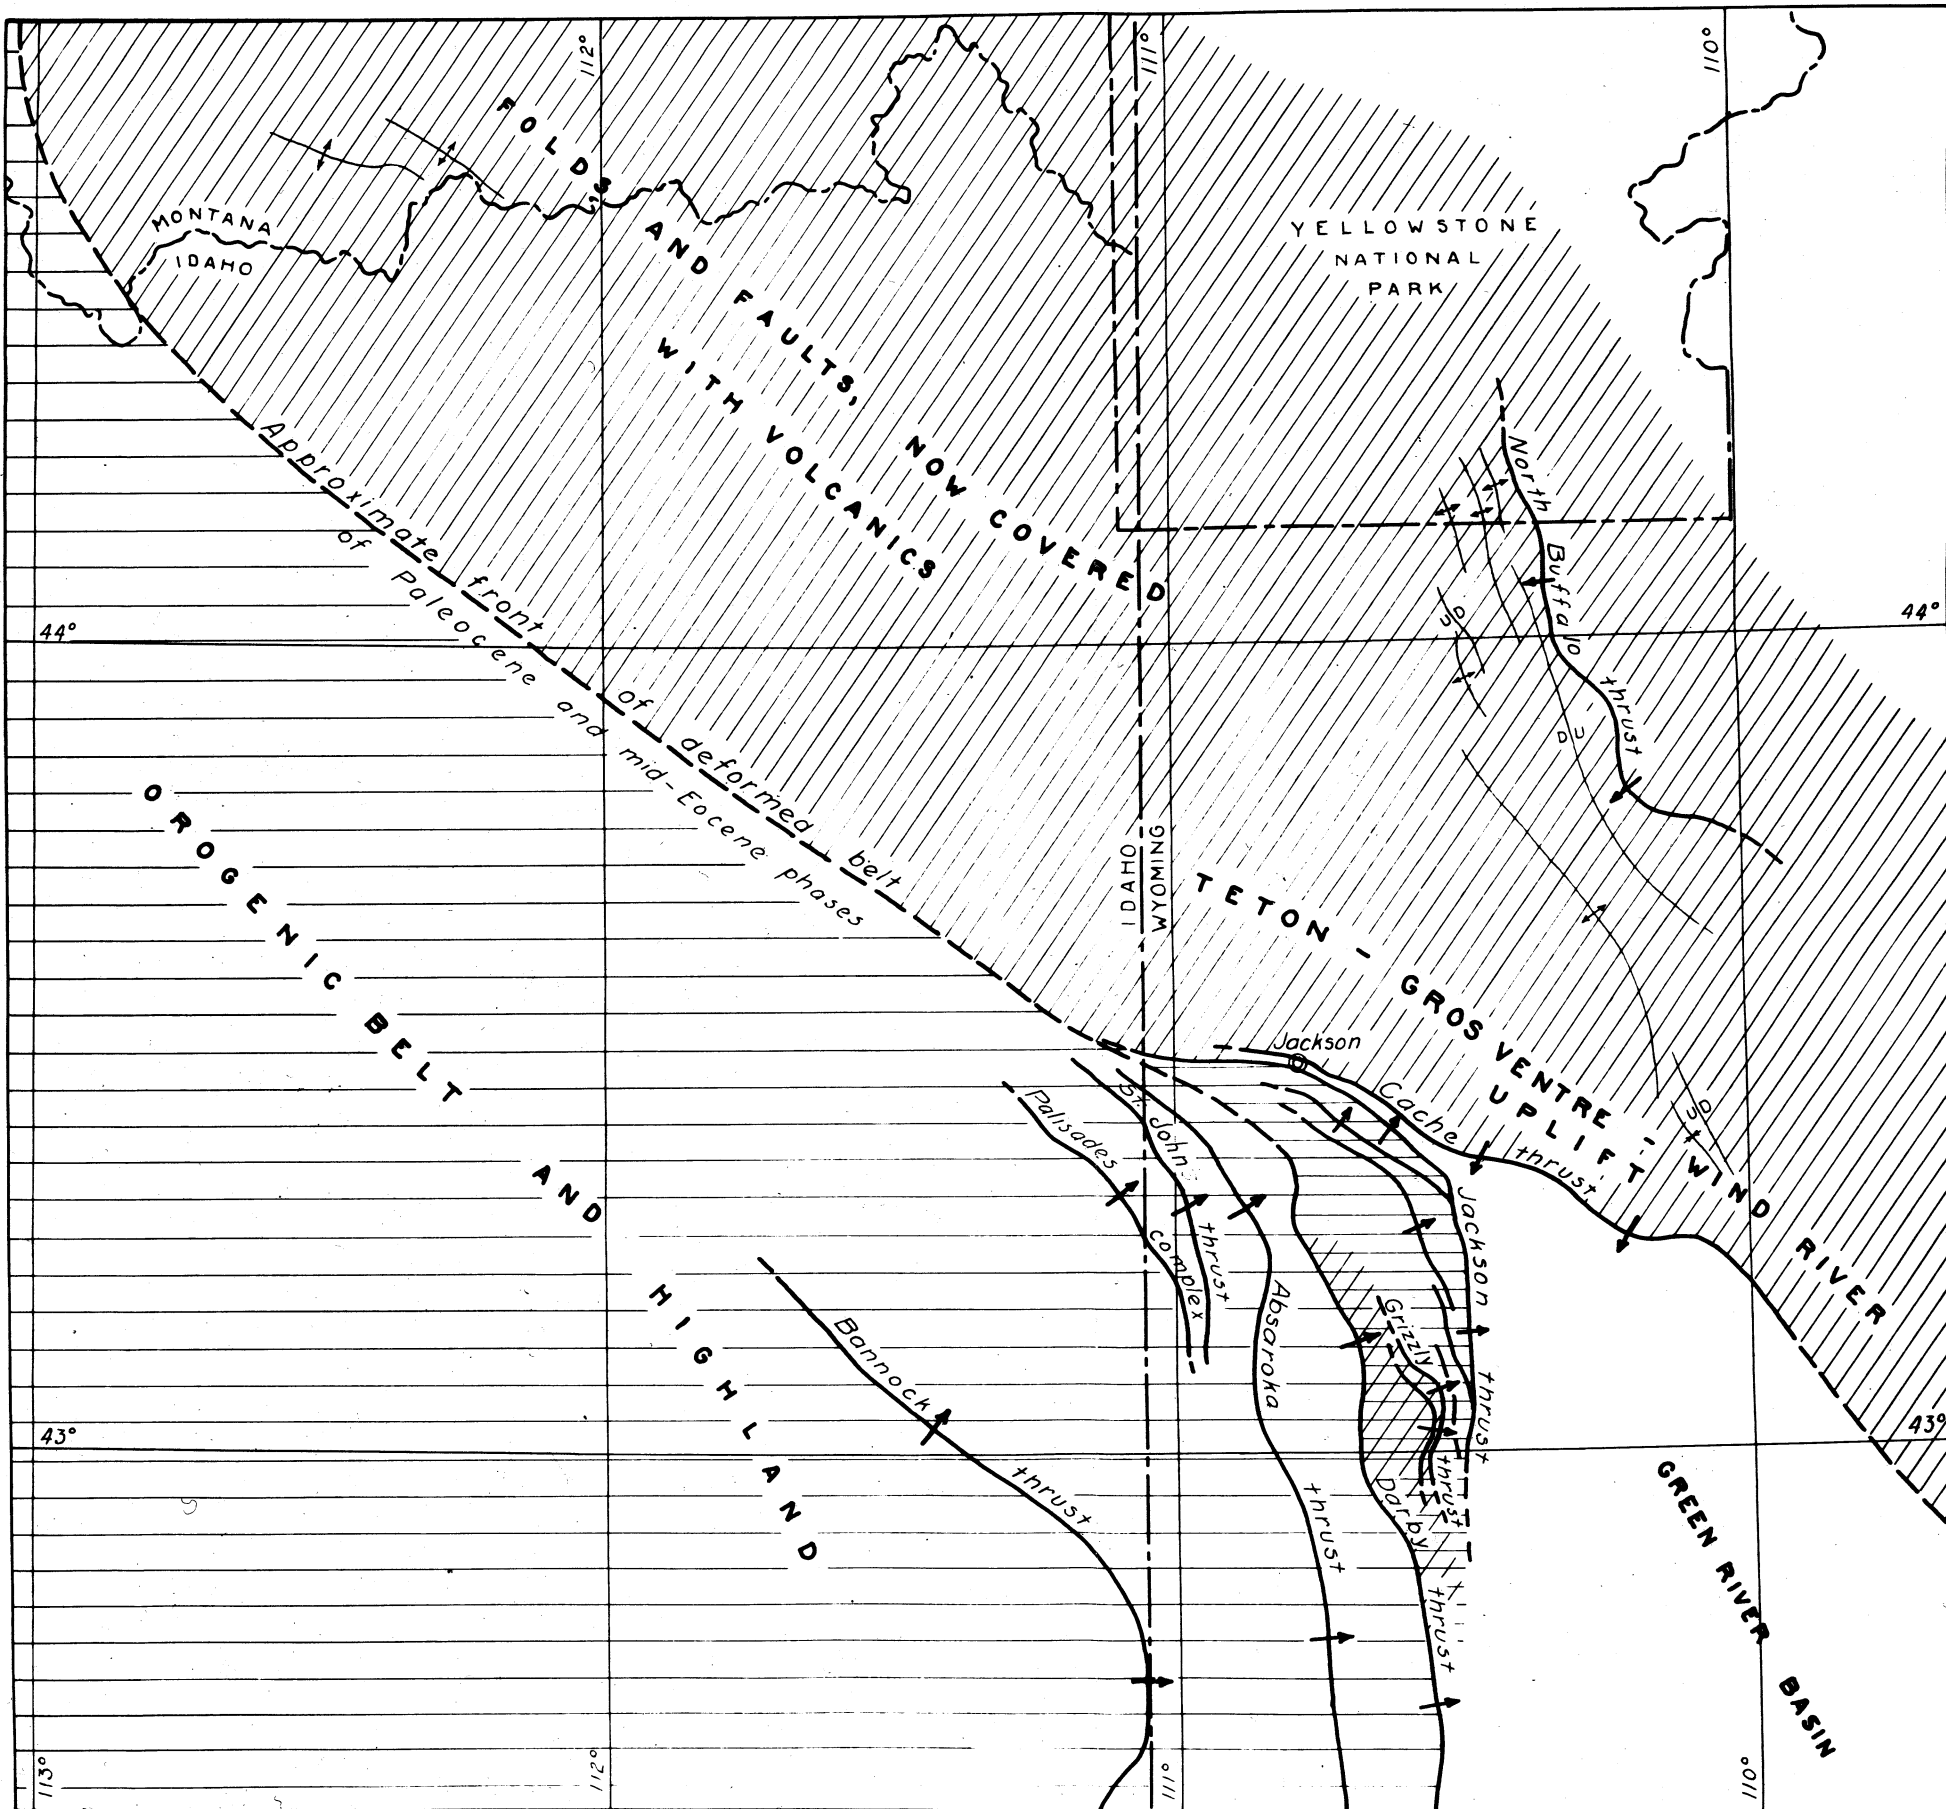 112°
111°
110°
FOLDS
AND FAULTS, NOW COVERED
WITH VOLCANICS
MONTANA
IDAHO
YELLOWSTONE
NATIONAL
PARK
North Buffalo thrust
Approximate front of deformed belt
of Paleocene and mid-Eocene phases
44°
44°
D
U
U
D
IDAHO
WYOMING
OROGENIC BELT AND HIGHLAND
TETON - GROS VENTRE - WIND RIVER
UPLIFT
Jackson
Cache thrust
D
U
Palisades complex
St. John thrust
Jackson thrust
Absaroka thrust
Grizzly thrust
Bannock thrust
Darby thrust
43°
43°
GREEN RIVER BASIN
113°
112°
111°
110°